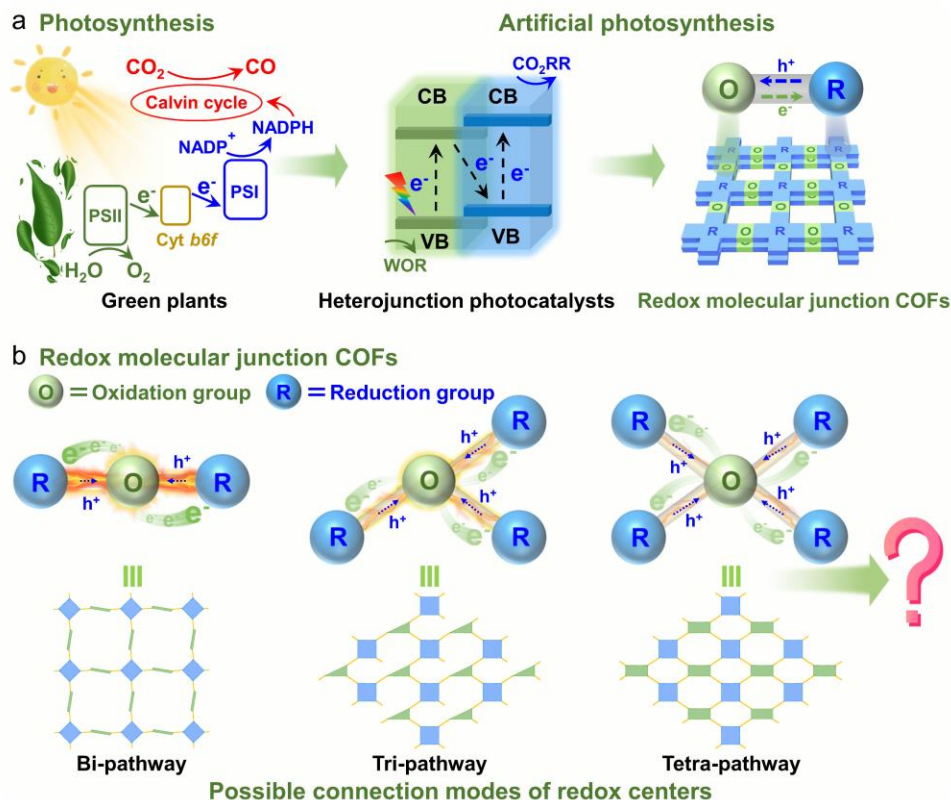 a Photosynthesis
Artificial photosynthesis
CO₂
CO
Calvin cycle
NADP⁺
NADPH
PSII
e⁻
Cyt b6f
e⁻
PSI
H₂O
O₂
Green plants
CO₂RR
CB
CB
e⁻
e⁻
e⁻
VB
VB
WOR
Heterojunction photocatalysts
O
h⁺
e⁻
R
R O R O R
O O O
R O R O R
O O O
R O R O R
Redox molecular junction COFs
b Redox molecular junction COFs
O = Oxidation group
R = Reduction group
R
h⁺
e⁻ e⁻ e⁻
O
h⁺
e⁻ e⁻ e⁻
R
R
h⁺
e⁻ e⁻
O
e⁻ e⁻
h⁺
R
h⁺
e⁻ e⁻
R
R
e⁻ e⁻
h⁺
R
h⁺
e⁻ e⁻
O
R
h⁺
e⁻ e⁻
R
h⁺
e⁻ e⁻
?
Bi-pathway
Tri-pathway
Tetra-pathway
Possible connection modes of redox centers